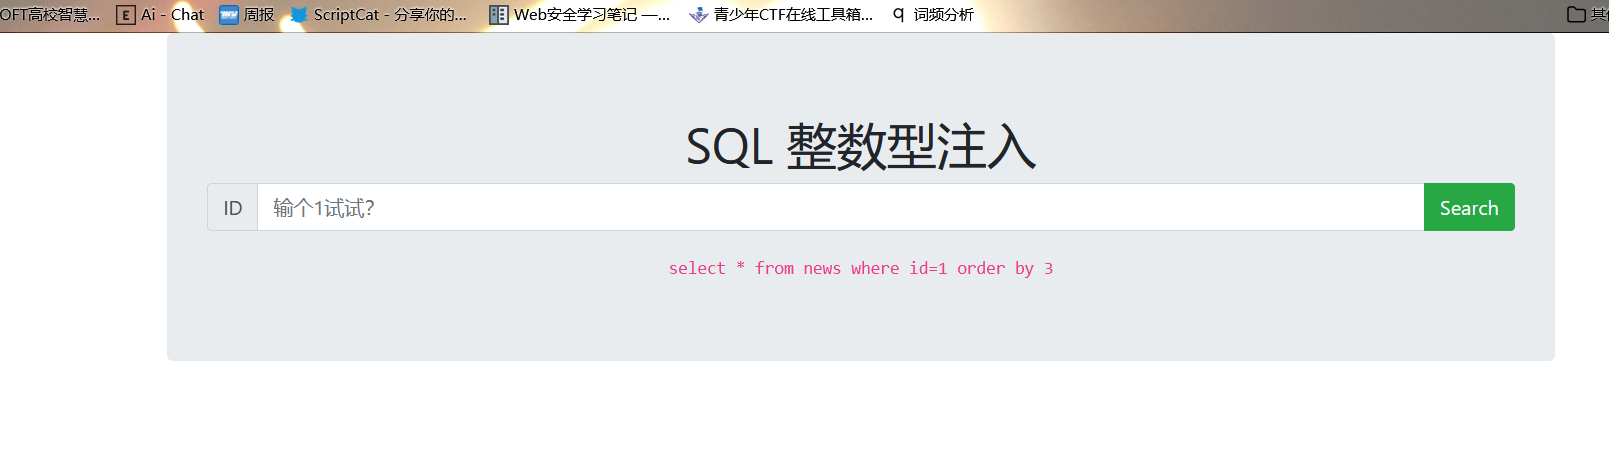 OFT高校智慧... Ai - Chat 周报 ScriptCat - 分享你的... Web安全学习笔记 —... 青少年CTF在线工具箱... 词频分析
SQL 整数型注入
ID 输个1试试? Search
select * from news where id=1 order by 3